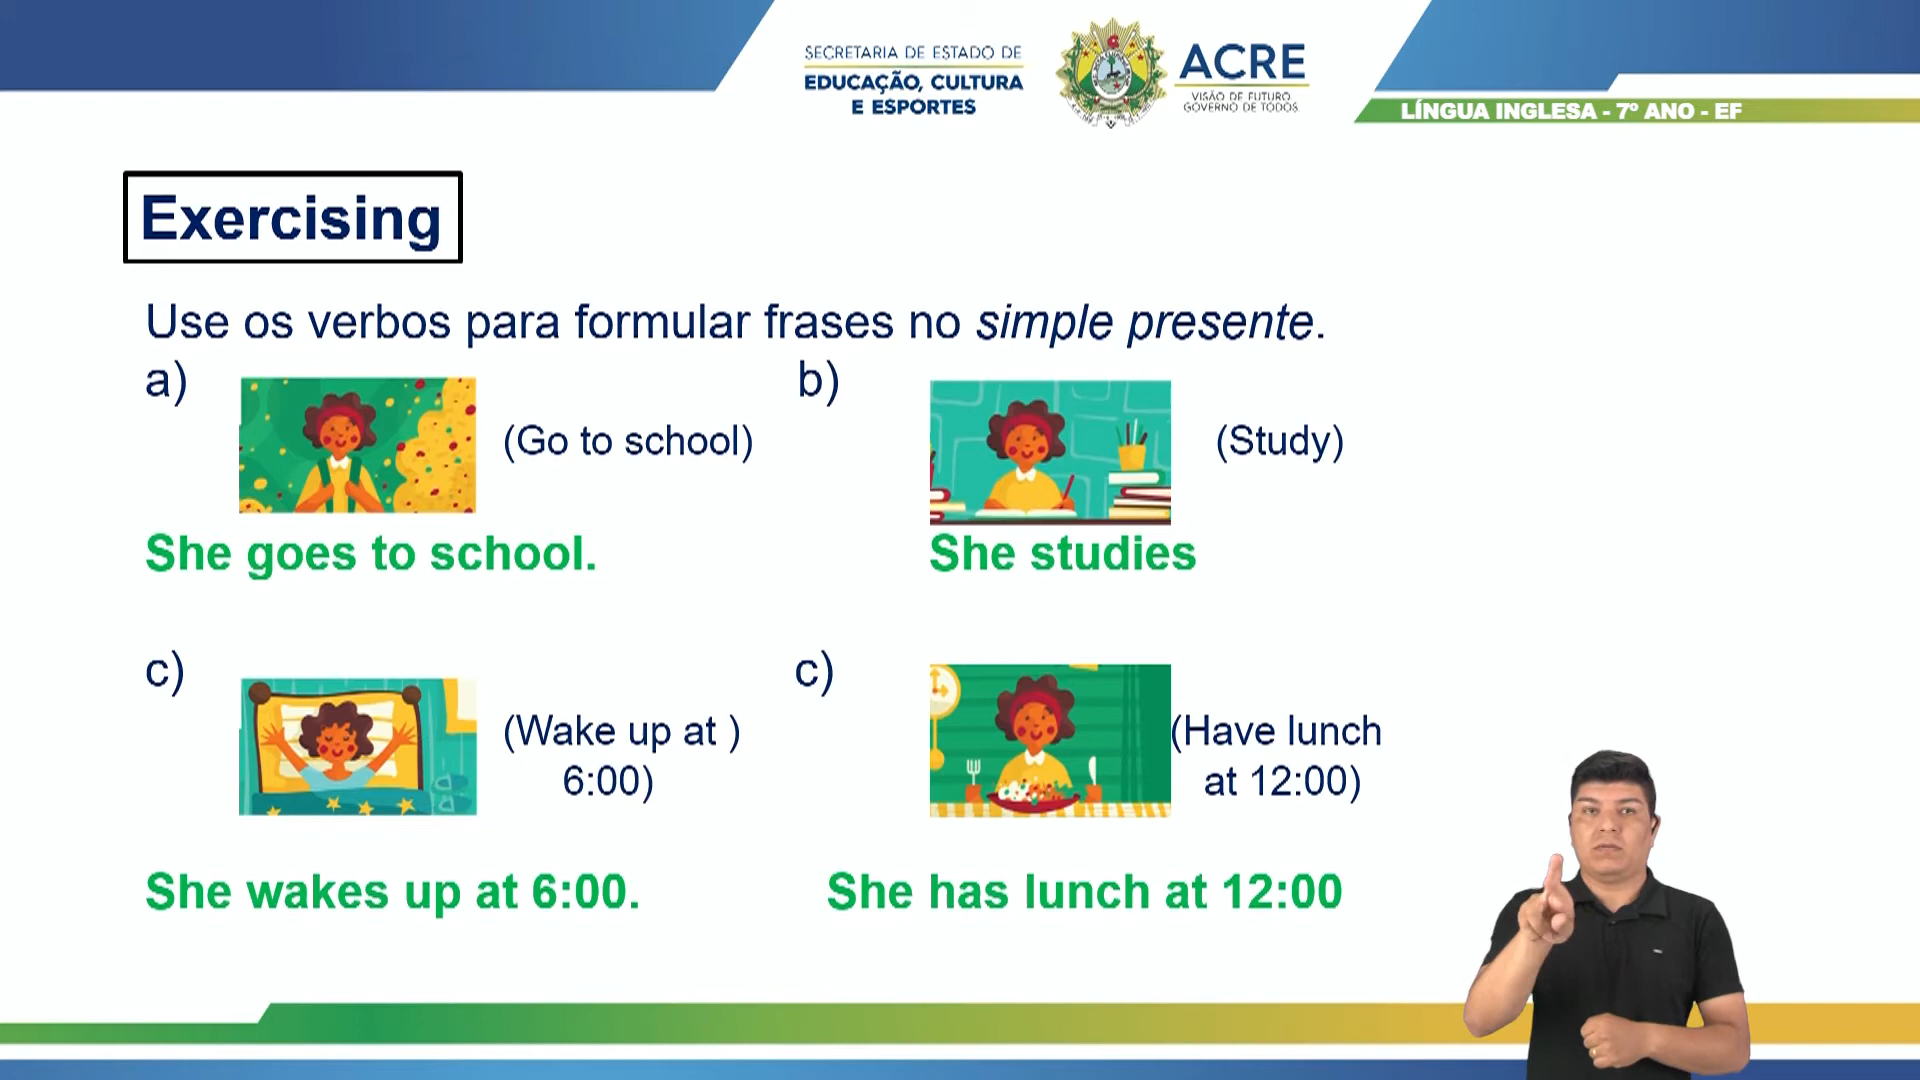 SECRETARIA DE ESTADO DE
EDUCAÇÃO, CULTURA
E ESPORTES
ACRE
VISÃO DE FUTURO
GOVERNO DE TODOS
LÍNGUA INGLESA - 7º ANO - EF
Exercising
Use os verbos para formular frases no simple presente.
a)
(Go to school)
She goes to school.
b)
(Study)
She studies
c)
(Wake up at )
6:00)
She wakes up at 6:00.
c)
(Have lunch
at 12:00)
She has lunch at 12:00